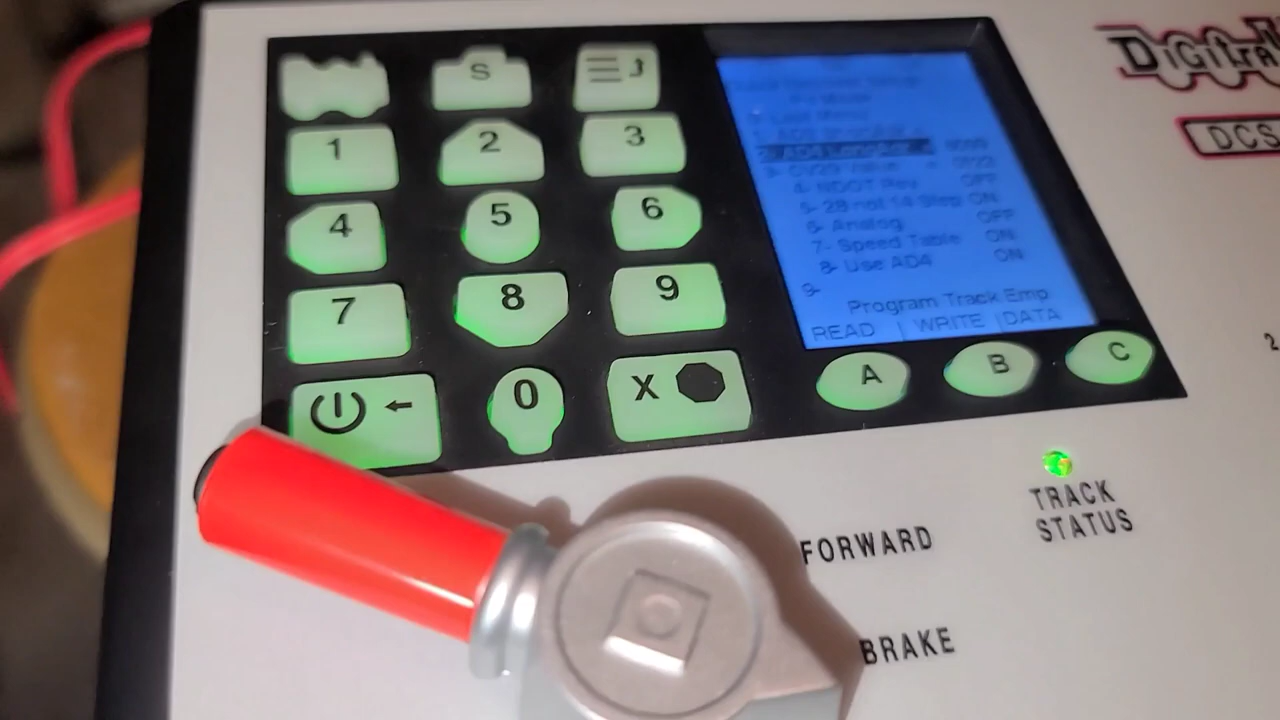 S
1 2 3
4 5 6
7 8 9
0 X
A B C
4- NDOT Rev OFF
5- 28 not 14 Step ON
6- Analog OFF
7- Speed Table ON
8- Use AD4 ON
9-
Program Track Emp
READ | WRITE |DATA
DCS
TRACK
STATUS
FORWARD
BRAKE
2